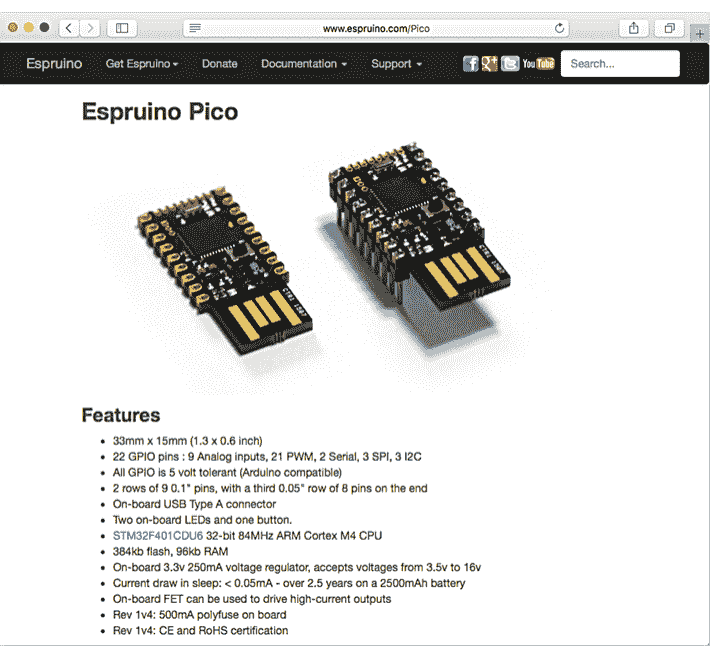 www.espruino.com/Pico
Espruino Get Espruino Donate Documentation Support You Tube Search...
Espruino Pico
Features
• 33mm x 15mm (1.3 x 0.6 inch)
• 22 GPIO pins : 9 Analog inputs, 21 PWM, 2 Serial, 3 SPI, 3 I2C
• All GPIO is 5 volt tolerant (Arduino compatible)
• 2 rows of 9 0.1" pins, with a third 0.05" row of 8 pins on the end
• On-board USB Type A connector
• Two on-board LEDs and one button.
• STM32F401CDU6 32-bit 84MHz ARM Cortex M4 CPU
• 384kb flash, 96kb RAM
• On-board 3.3v 250mA voltage regulator, accepts voltages from 3.5v to 16v
• Current draw in sleep: < 0.05mA - over 2.5 years on a 2500mAh battery
• On-board FET can be used to drive high-current outputs
• Rev 1v4: 500mA polyfuse on board
• Rev 1v4: CE and RoHS certification